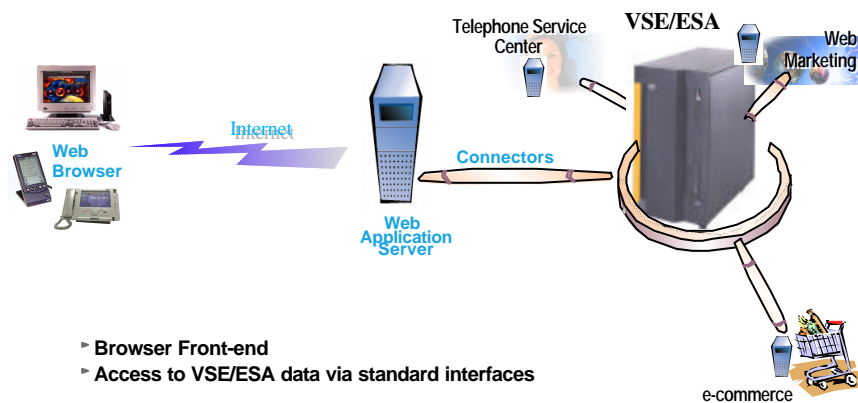 Telephone Service
Center
VSE/ESA
Web
Marketing
Internet
Web
Browser
Connectors
Web
Application
Server
Browser Front-end
Access to VSE/ESA data via standard interfaces
e-commerce